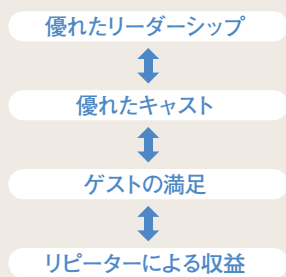 優れたリーダーシップ
優れたキャスト
ゲストの満足
リピーターによる収益